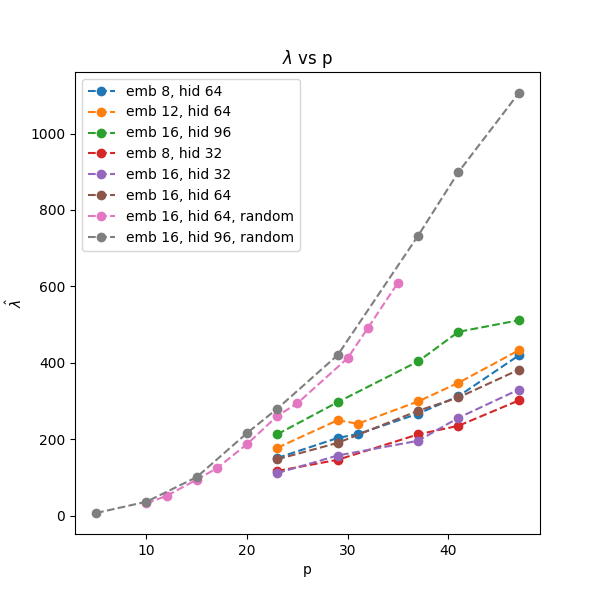 λ vs p
emb 8, hid 64
emb 12, hid 64
emb 16, hid 96
emb 8, hid 32
emb 16, hid 32
emb 16, hid 64
emb 16, hid 64, random
emb 16, hid 96, random
1000
800
600
400
200
0
λ̂
10
20
30
40
p